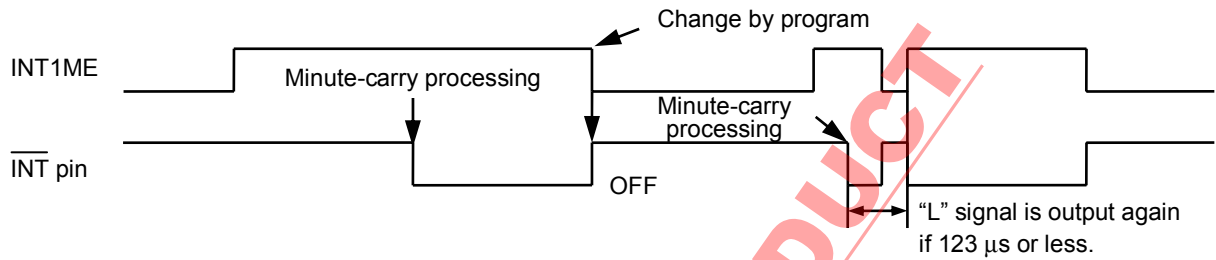 Change by program
INT1ME
Minute-carry processing
Minute-carry
processing
INT pin
OFF
“L” signal is output again
if 123 μs or less.
DUCT